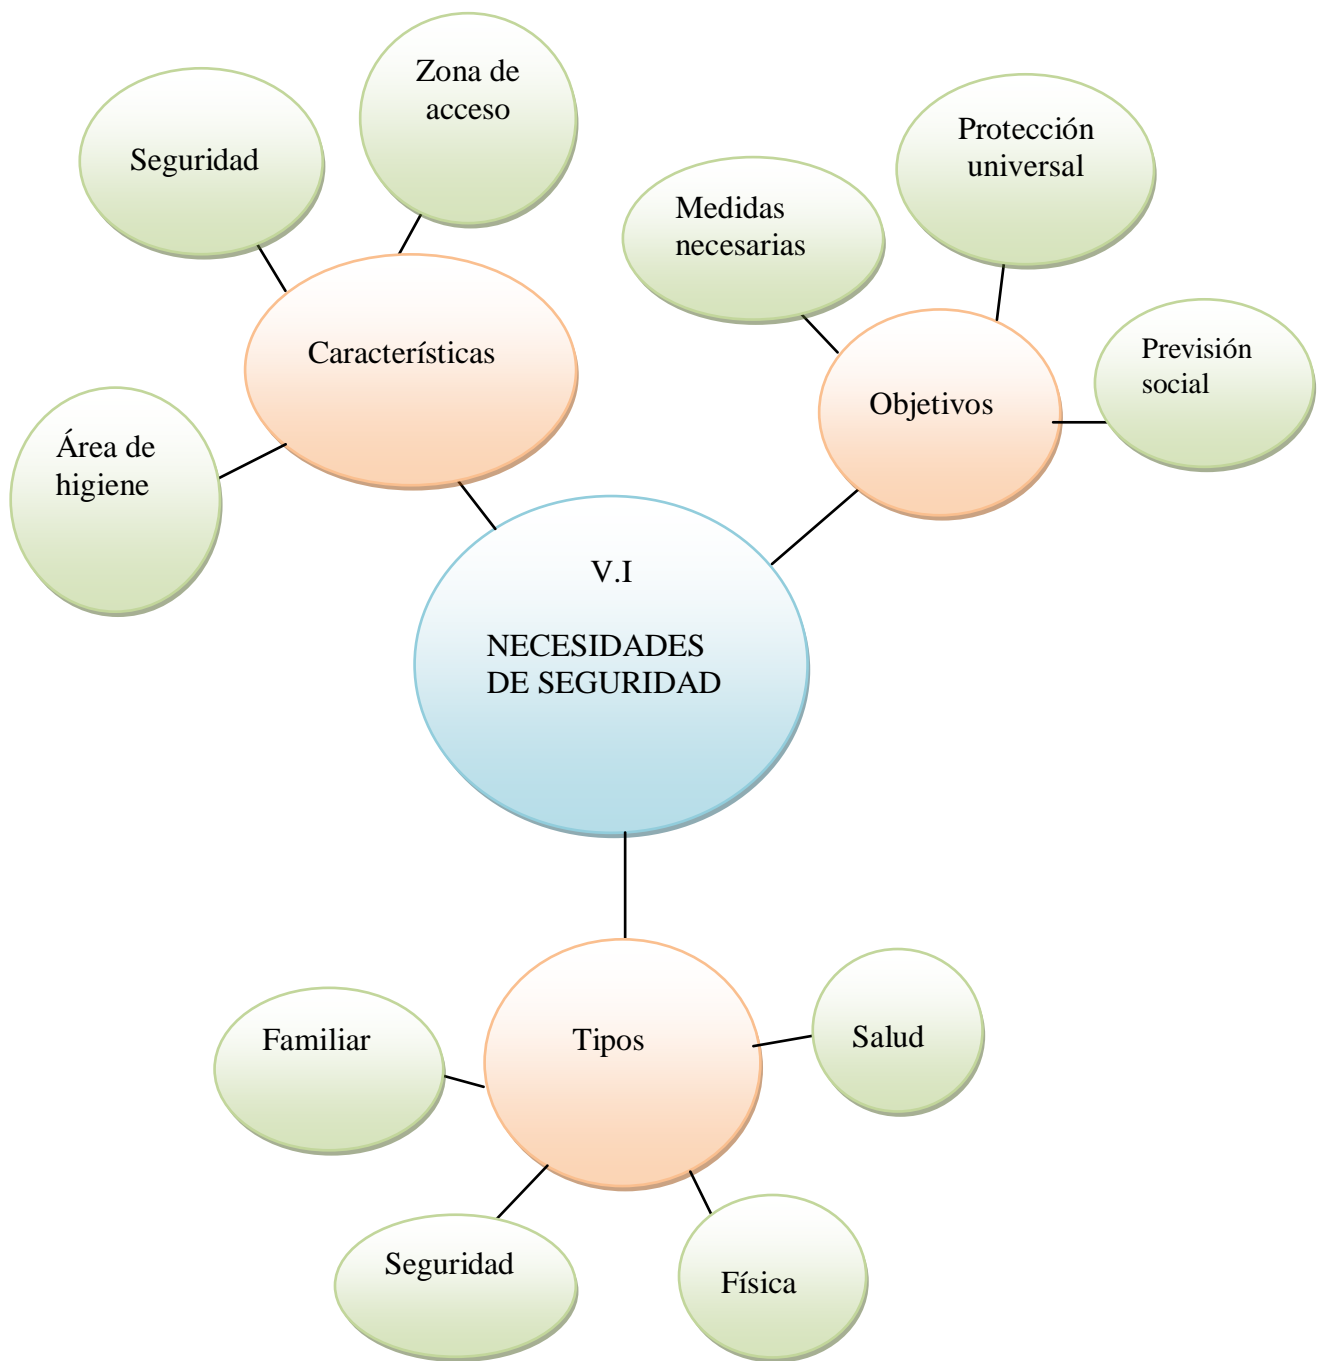 Zona de
acceso
Seguridad
Protección
universal
Medidas
necesarias
Características
Previsión
social
Objetivos
Área de
higiene
V.I
NECESIDADES
DE SEGURIDAD
Familiar
Tipos
Salud
Seguridad
Física